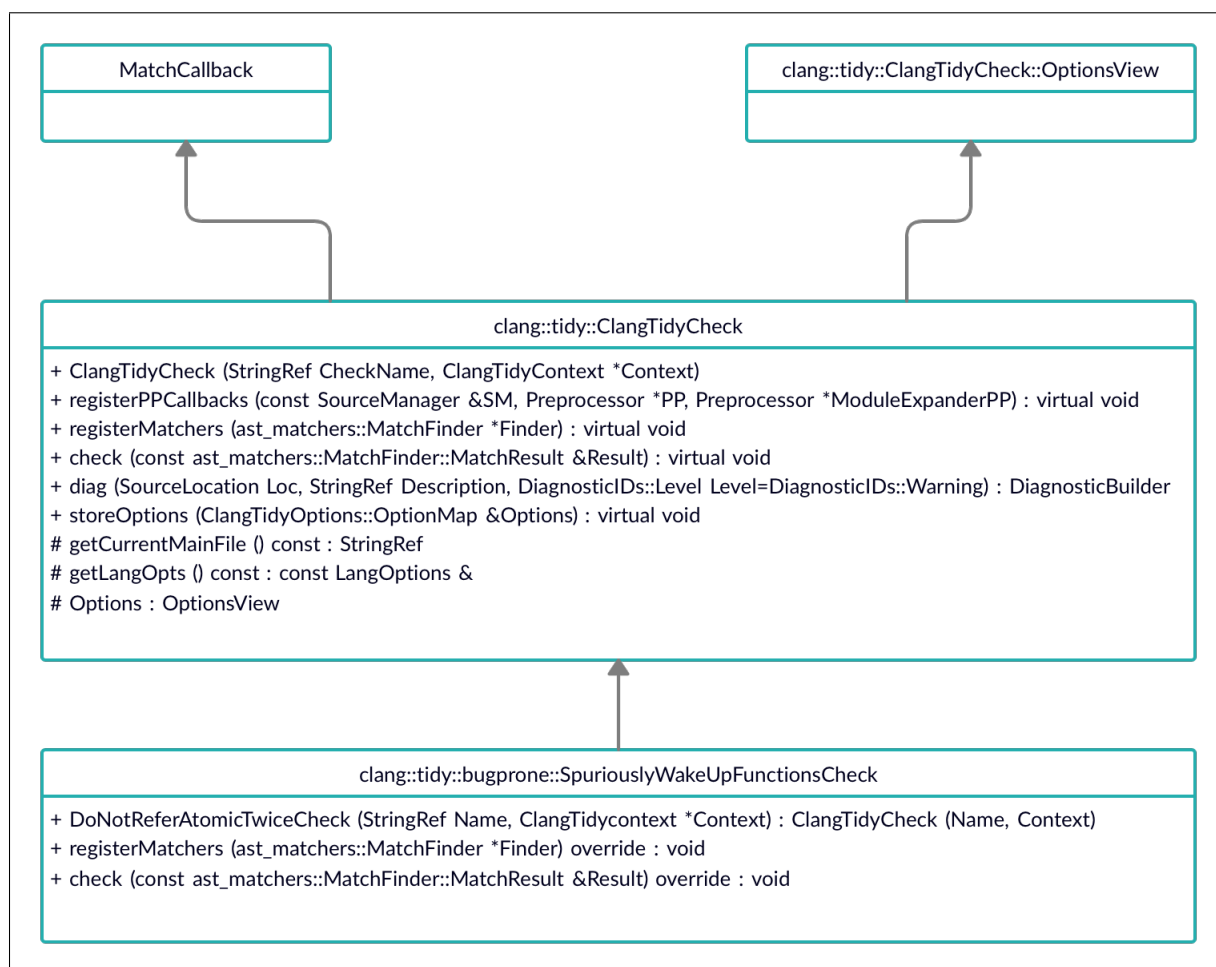 MatchCallback
clang::tidy::ClangTidyCheck::OptionsView
clang::tidy::ClangTidyCheck
+ ClangTidyCheck (StringRef CheckName, ClangTidyContext *Context)
+ registerPPCallbacks (const SourceManager &SM, Preprocessor *PP, Preprocessor *ModuleExpanderPP) : virtual void
+ registerMatchers (ast_matchers::MatchFinder *Finder) : virtual void
+ check (const ast_matchers::MatchFinder::MatchResult &Result) : virtual void
+ diag (SourceLocation Loc, StringRef Description, DiagnosticIDs::Level Level=DiagnosticIDs::Warning) : DiagnosticBuilder
+ storeOptions (ClangTidyOptions::OptionMap &Options) : virtual void
# getCurrentMainFile () const : StringRef
# getLangOpts () const : const LangOptions &
# Options : OptionsView
clang::tidy::bugprone::SpuriouslyWakeUpFunctionsCheck
+ DoNotReferAtomicTwiceCheck (StringRef Name, ClangTidycontext *Context) : ClangTidyCheck (Name, Context)
+ registerMatchers (ast_matchers::MatchFinder *Finder) override : void
+ check (const ast_matchers::MatchFinder::MatchResult &Result) override : void